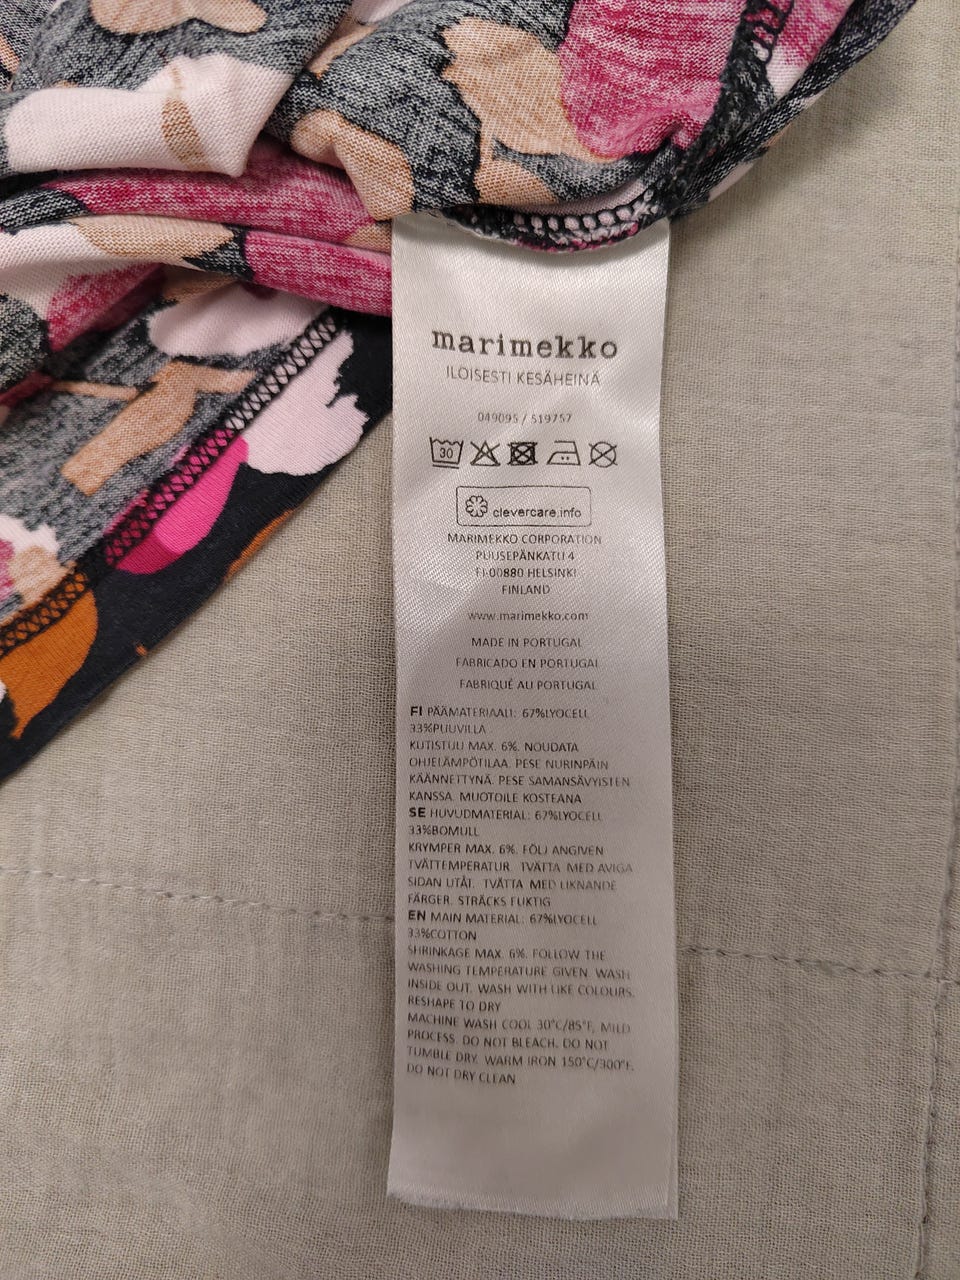 marimekko
ILOISESTI KESÄHEINÄ
049095 / 519757
30
clevercare.info
MARIMEKKO CORPORATION
PUUSEPÄNKATU 4
FI-00880 HELSINKI
FINLAND
www.marimekko.com
MADE IN PORTUGAL
FABRICADO EN PORTUGAL
FABRIQUÉ AU PORTUGAL
FI PÄÄMATERIAALI: 67%LYOCELL
33%PUUVILLA
KUTISTUU MAX. 6%. NOUDATA
OHJELÄMPÖTILAA. PESE NURINPÄIN
KÄÄNNETTYNÄ. PESE SAMANSÄVYISTEN
KANSSA. MUOTOILE KOSTEANA
SE HUVUDMATERIAL: 67%LYOCELL
33%BOMULL
KRYMPER MAX. 6%. FÖLJ ANGIVEN
TVÄTTEMPERATUR. TVÄTTA MED AVIGA
SIDAN UTÅT. TVÄTTA MED LIKNANDE
FÄRGER. STRÄCKS FUKTIG
EN MAIN MATERIAL: 67%LYOCELL
33%COTTON
SHRINKAGE MAX. 6%. FOLLOW THE
WASHING TEMPERATURE GIVEN. WASH
INSIDE OUT. WASH WITH LIKE COLOURS.
RESHAPE TO DRY
MACHINE WASH COOL 30°C/85°F, MILD
PROCESS. DO NOT BLEACH. DO NOT
TUMBLE DRY. WARM IRON 150°C/300°F.
DO NOT DRY CLEAN